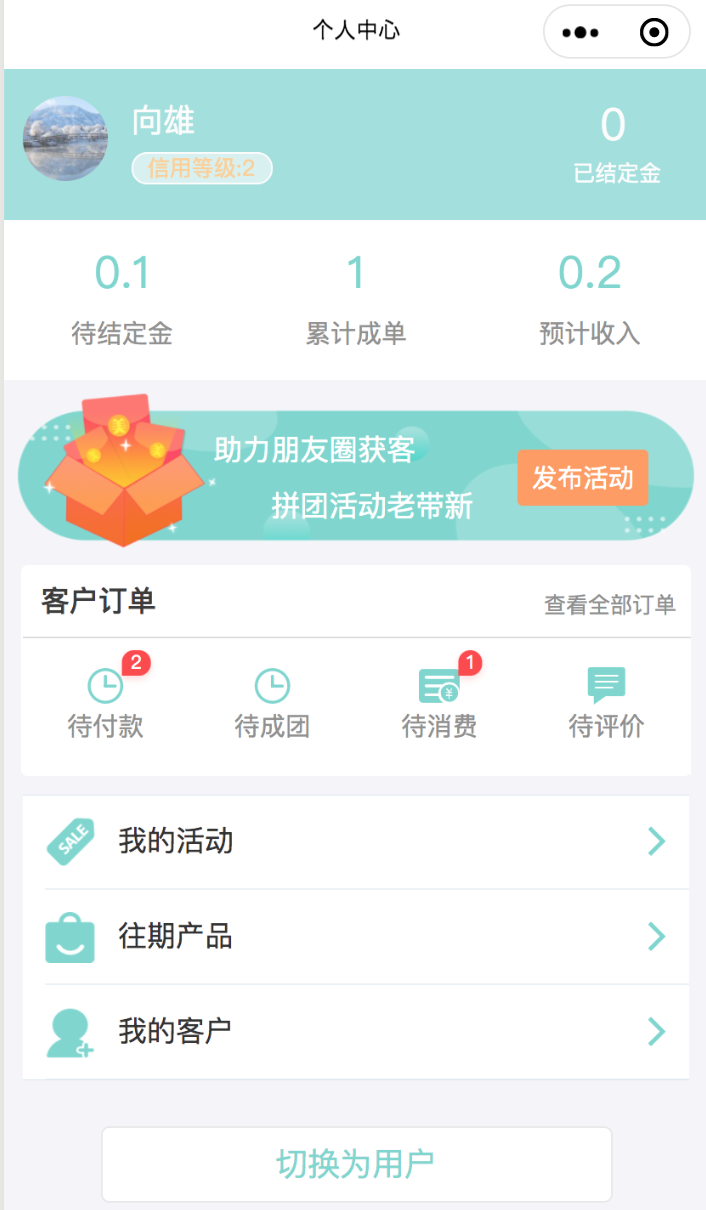 个人中心
向雄
信用等级:2
0
已结定金
0.1
待结定金
1
累计成单
0.2
预计收入
助力朋友圈获客
拼团活动老带新
发布活动
客户订单
查看全部订单
2
待付款
待成团
1
¥
待消费
待评价
SALE
我的活动
往期产品
我的客户
切换为用户